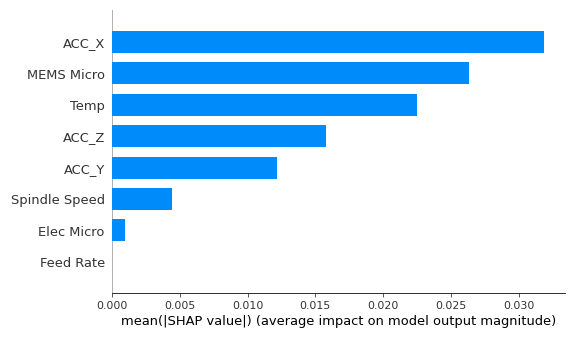 ACC_X
MEMS Micro
Temp
ACC_Z
ACC_Y
Spindle Speed
Elec Micro
Feed Rate
0.000 0.005 0.010 0.015 0.020 0.025 0.030
mean(|SHAP value|) (average impact on model output magnitude)